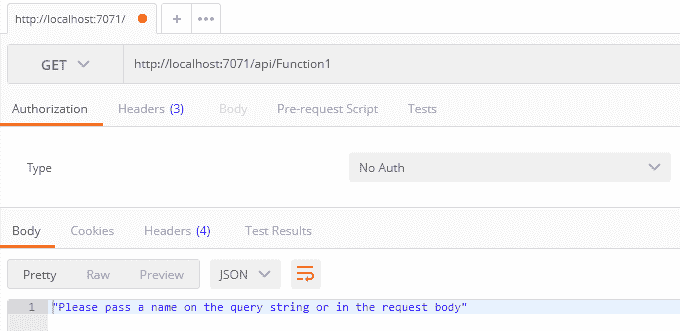 http://localhost:7071/
GET http://localhost:7071/api/Function1
Authorization Headers (3) Body Pre-request Script Tests
Type No Auth
Body Cookies Headers (4) Test Results
Pretty Raw Preview JSON
1 "Please pass a name on the query string or in the request body"